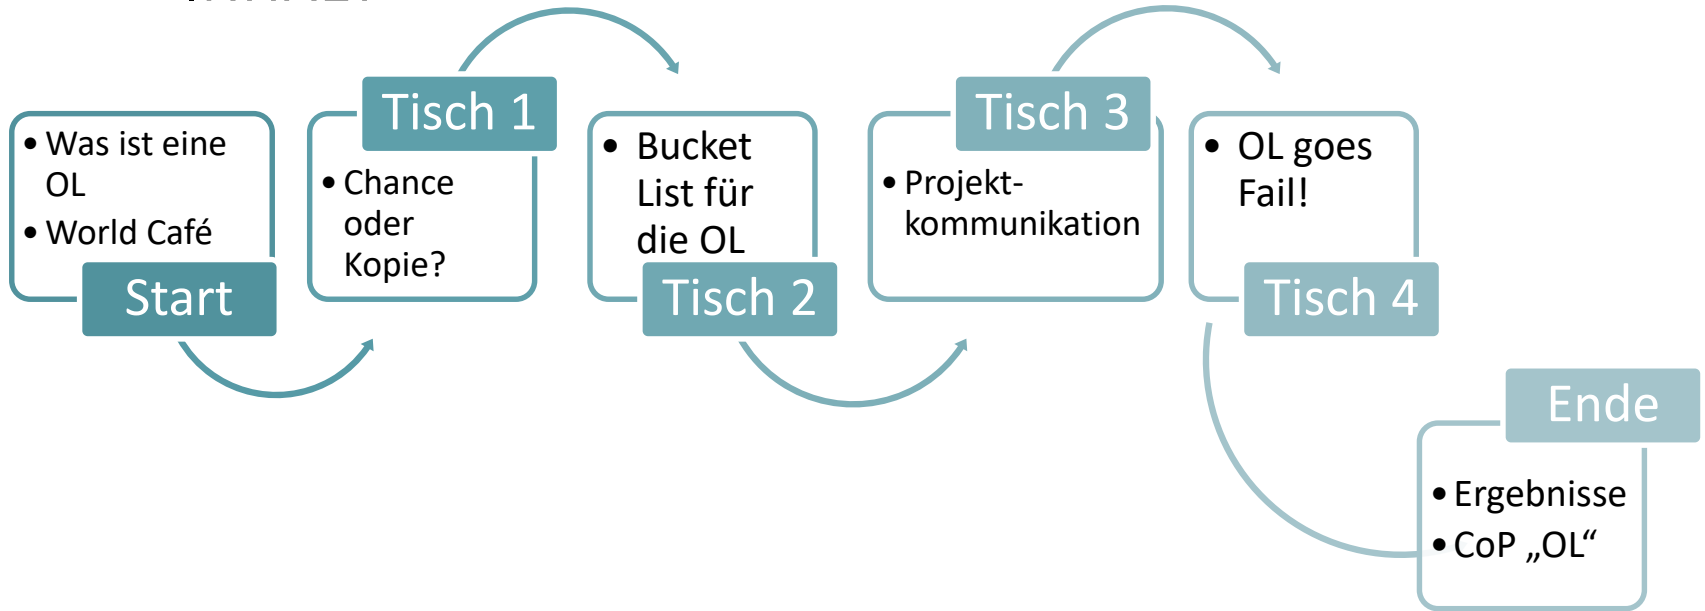 • Was ist eine
OL
• World Café
Start
Tisch 1
• Chance
oder
Kopie?
• Bucket
List für
die OL
Tisch 2
Tisch 3
• Projekt-
kommunikation
• OL goes
Fail!
Tisch 4
Ende
• Ergebnisse
• CoP „OL“